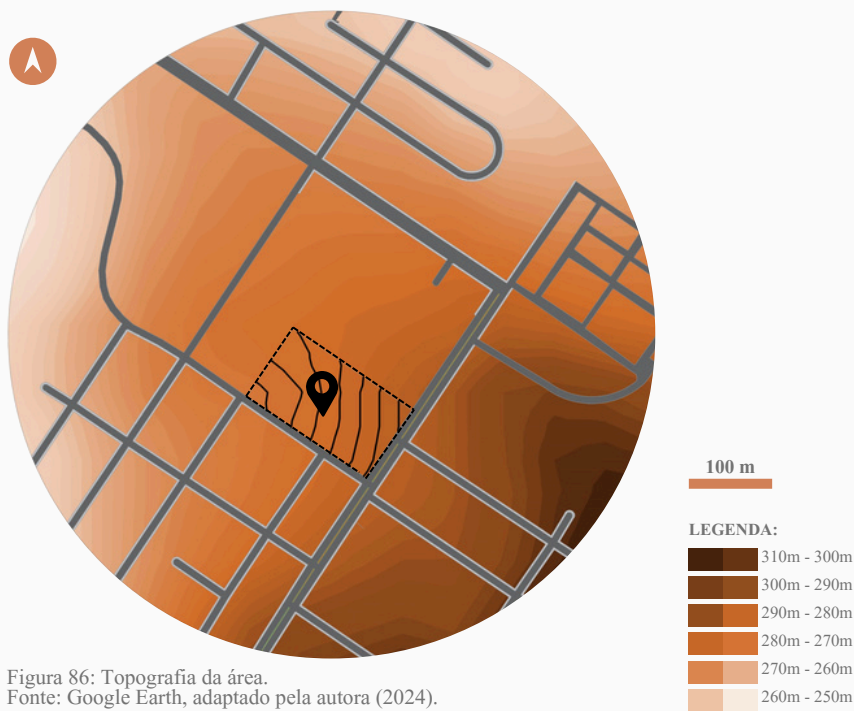 100 m
LEGENDA:
310m - 300m
300m - 290m
290m - 280m
280m - 270m
270m - 260m
260m - 250m
Figura 86: Topografia da área.
Fonte: Google Earth, adaptado pela autora (2024).